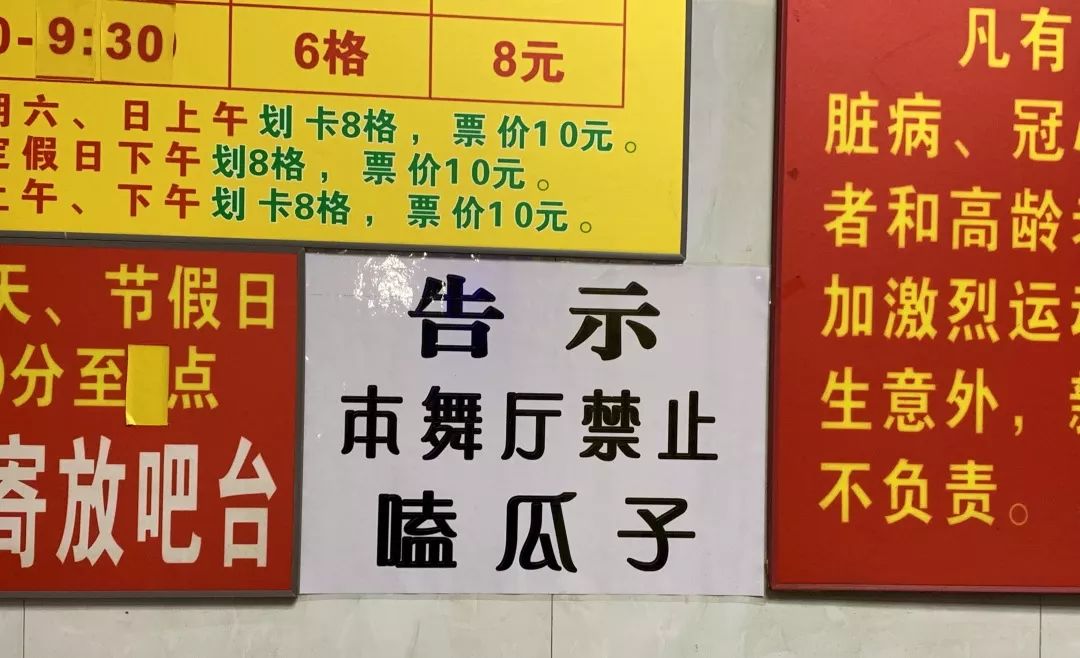 0-9:30 6格 8元
六、日上午划卡8格，票价10元。
假日下午划8格，票价10元。
上午、下午划卡8格，票价10元。
天、节假日
分至 点
寄放吧台
告示
本舞厅禁止
嗑瓜子
凡有
脏病、冠
者和高龄
加激烈运
生意外，
不负责。